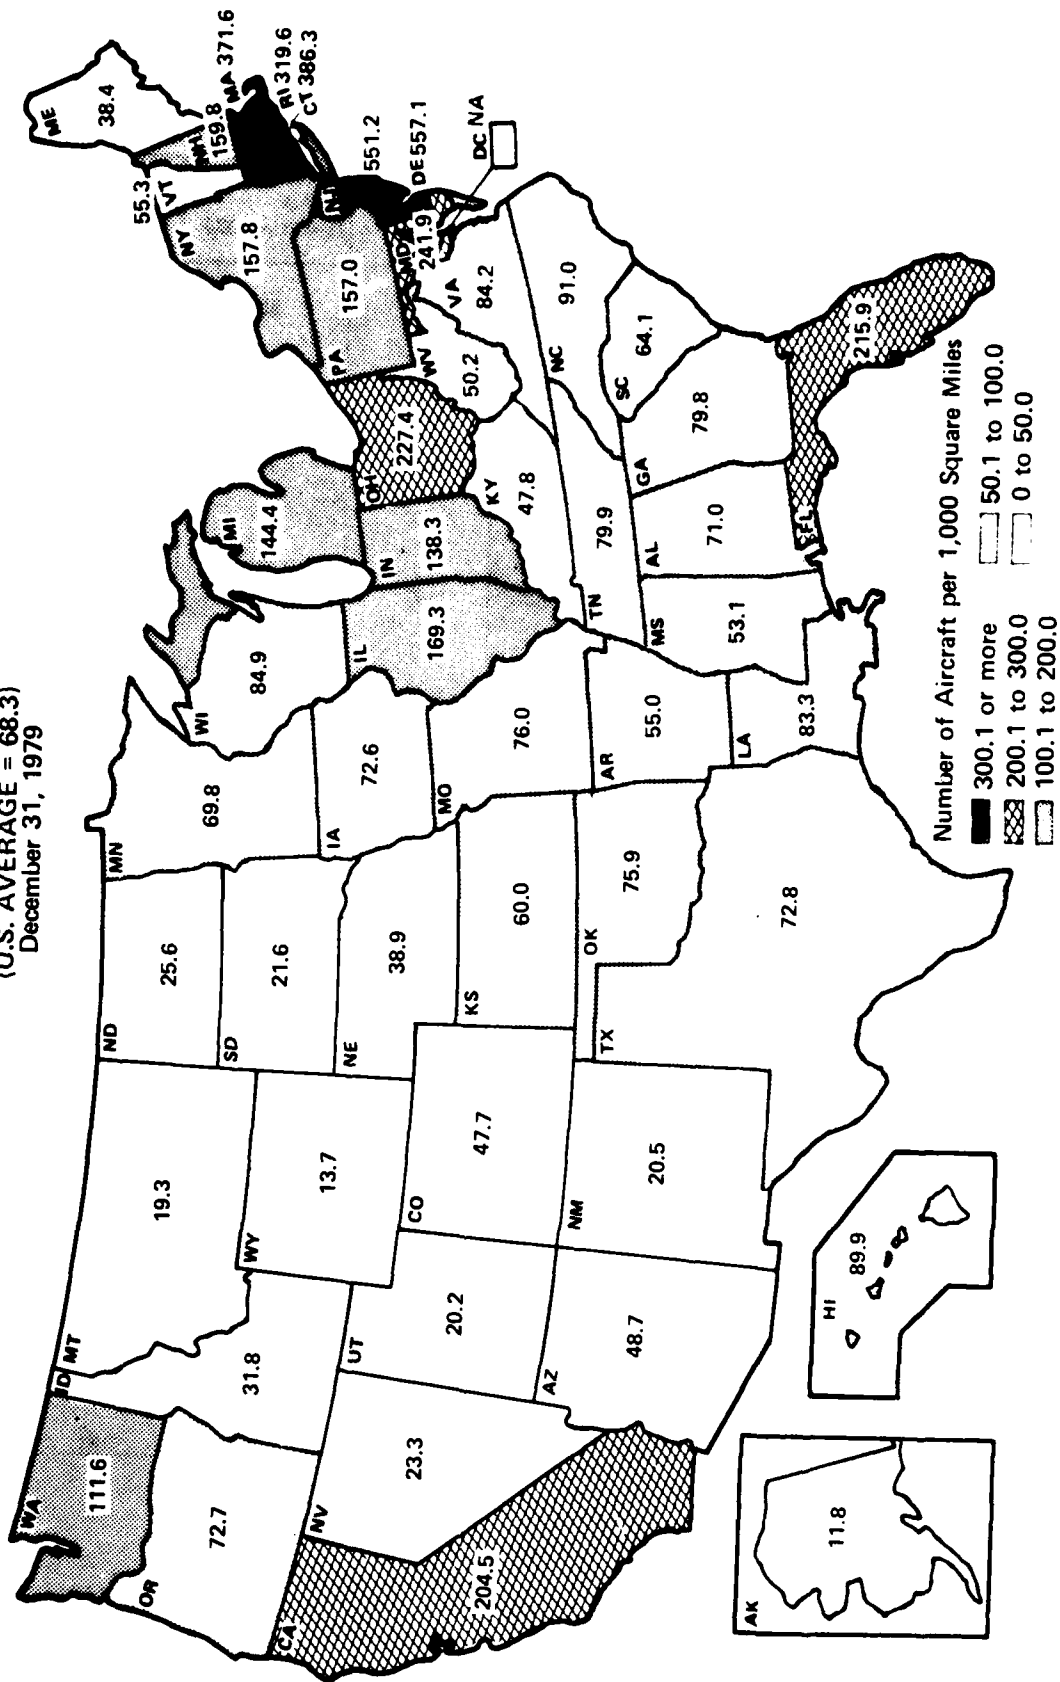 (U.S. AVERAGE = 68.3)
December 31, 1979
WA
111.6
OR
72.7
CA
204.5
ID
31.8
NV
23.3
MT
19.3
WY
13.7
UT
20.2
AZ
48.7
CO
47.7
NM
20.5
ND
25.6
SD
21.6
NE
38.9
KS
60.0
OK
75.9
TX
72.8
MN
69.8
IA
72.6
MO
76.0
AR
55.0
LA
83.3
WI
84.9
IL
169.3
MI
144.4
IN
138.3
OH
227.4
KY
47.8
TN
79.9
MS
53.1
AL
71.0
GA
79.8
FL
215.9
SC
64.1
NC
91.0
VA
84.2
WV
50.2
PA
157.0
NY
157.8
55.3
VT
NH
159.8
ME
38.4
MA 371.6
RI 319.6
CT 386.3
NJ
551.2
DE 557.1
MD
241.9
DC NA
AK
11.8
HI
89.9
Number of Aircraft per 1,000 Square Miles
300.1 or more
200.1 to 300.0
100.1 to 200.0
50.1 to 100.0
0 to 50.0